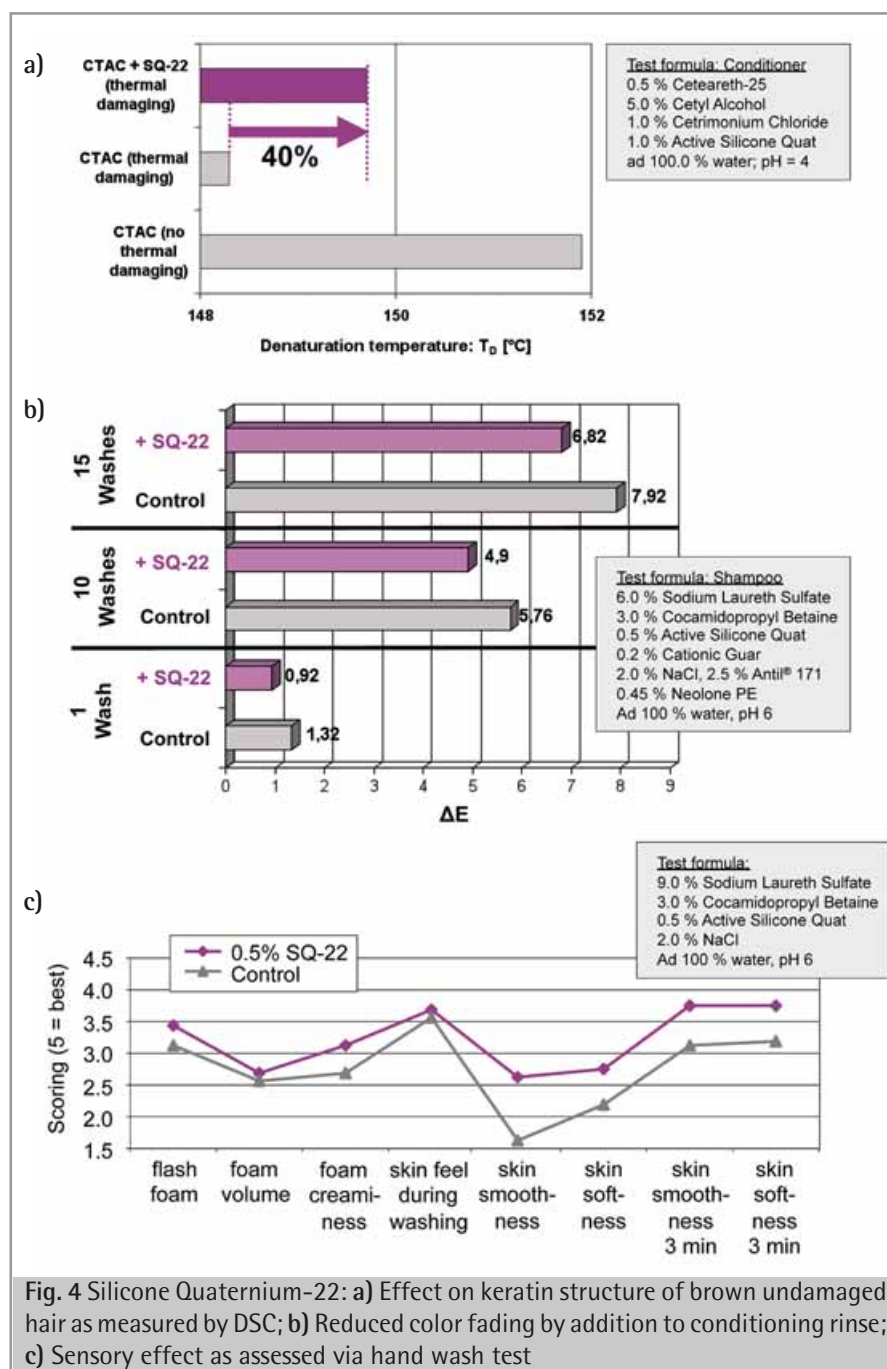 a)
CTAC + SQ-22
(thermal
damaging)
40%
CTAC (thermal
damaging)
CTAC (no
thermal
damaging)
148
150
152
Denaturation temperature: TD [°C]
Test formula: Conditioner
0.5 % Ceteareth-25
5.0 % Cetyl Alcohol
1.0 % Cetrimonium Chloride
1.0 % Active Silicone Quat
ad 100.0 % water; pH = 4
b)
15
Washes
+ SQ-22
6,82
Control
7,92
10
Washes
+ SQ-22
4,9
Control
5,76
1
Wash
+ SQ-22
0,92
Control
1,32
0 1 2 3 4 5 6 7 8 9
ΔE
Test formula: Shampoo
6.0 % Sodium Laureth Sulfate
3.0 % Cocamidopropyl Betaine
0.5 % Active Silicone Quat
0.2 % Cationic Guar
2.0 % NaCl, 2.5 % Antil® 171
0.45 % Neolone PE
Ad 100 % water, pH 6
c)
Test formula:
9.0 % Sodium Laureth Sulfate
3.0 % Cocamidopropyl Betaine
0.5 % Active Silicone Quat
2.0 % NaCl
Ad 100 % water, pH 6
0.5% SQ-22
Control
Scoring (5 = best)
4.5
4.0
3.5
3.0
2.5
2.0
1.5
flash
foam
foam
volume
foam
creami-
ness
skin feel
during
washing
skin
smooth-
ness
skin
soft-
ness
skin
smooth-
ness
3 min
skin
soft-
ness
3 min
Fig. 4 Silicone Quaternium-22: a) Effect on keratin structure of brown undamaged
hair as measured by DSC; b) Reduced color fading by addition to conditioning rinse;
c) Sensory effect as assessed via hand wash test